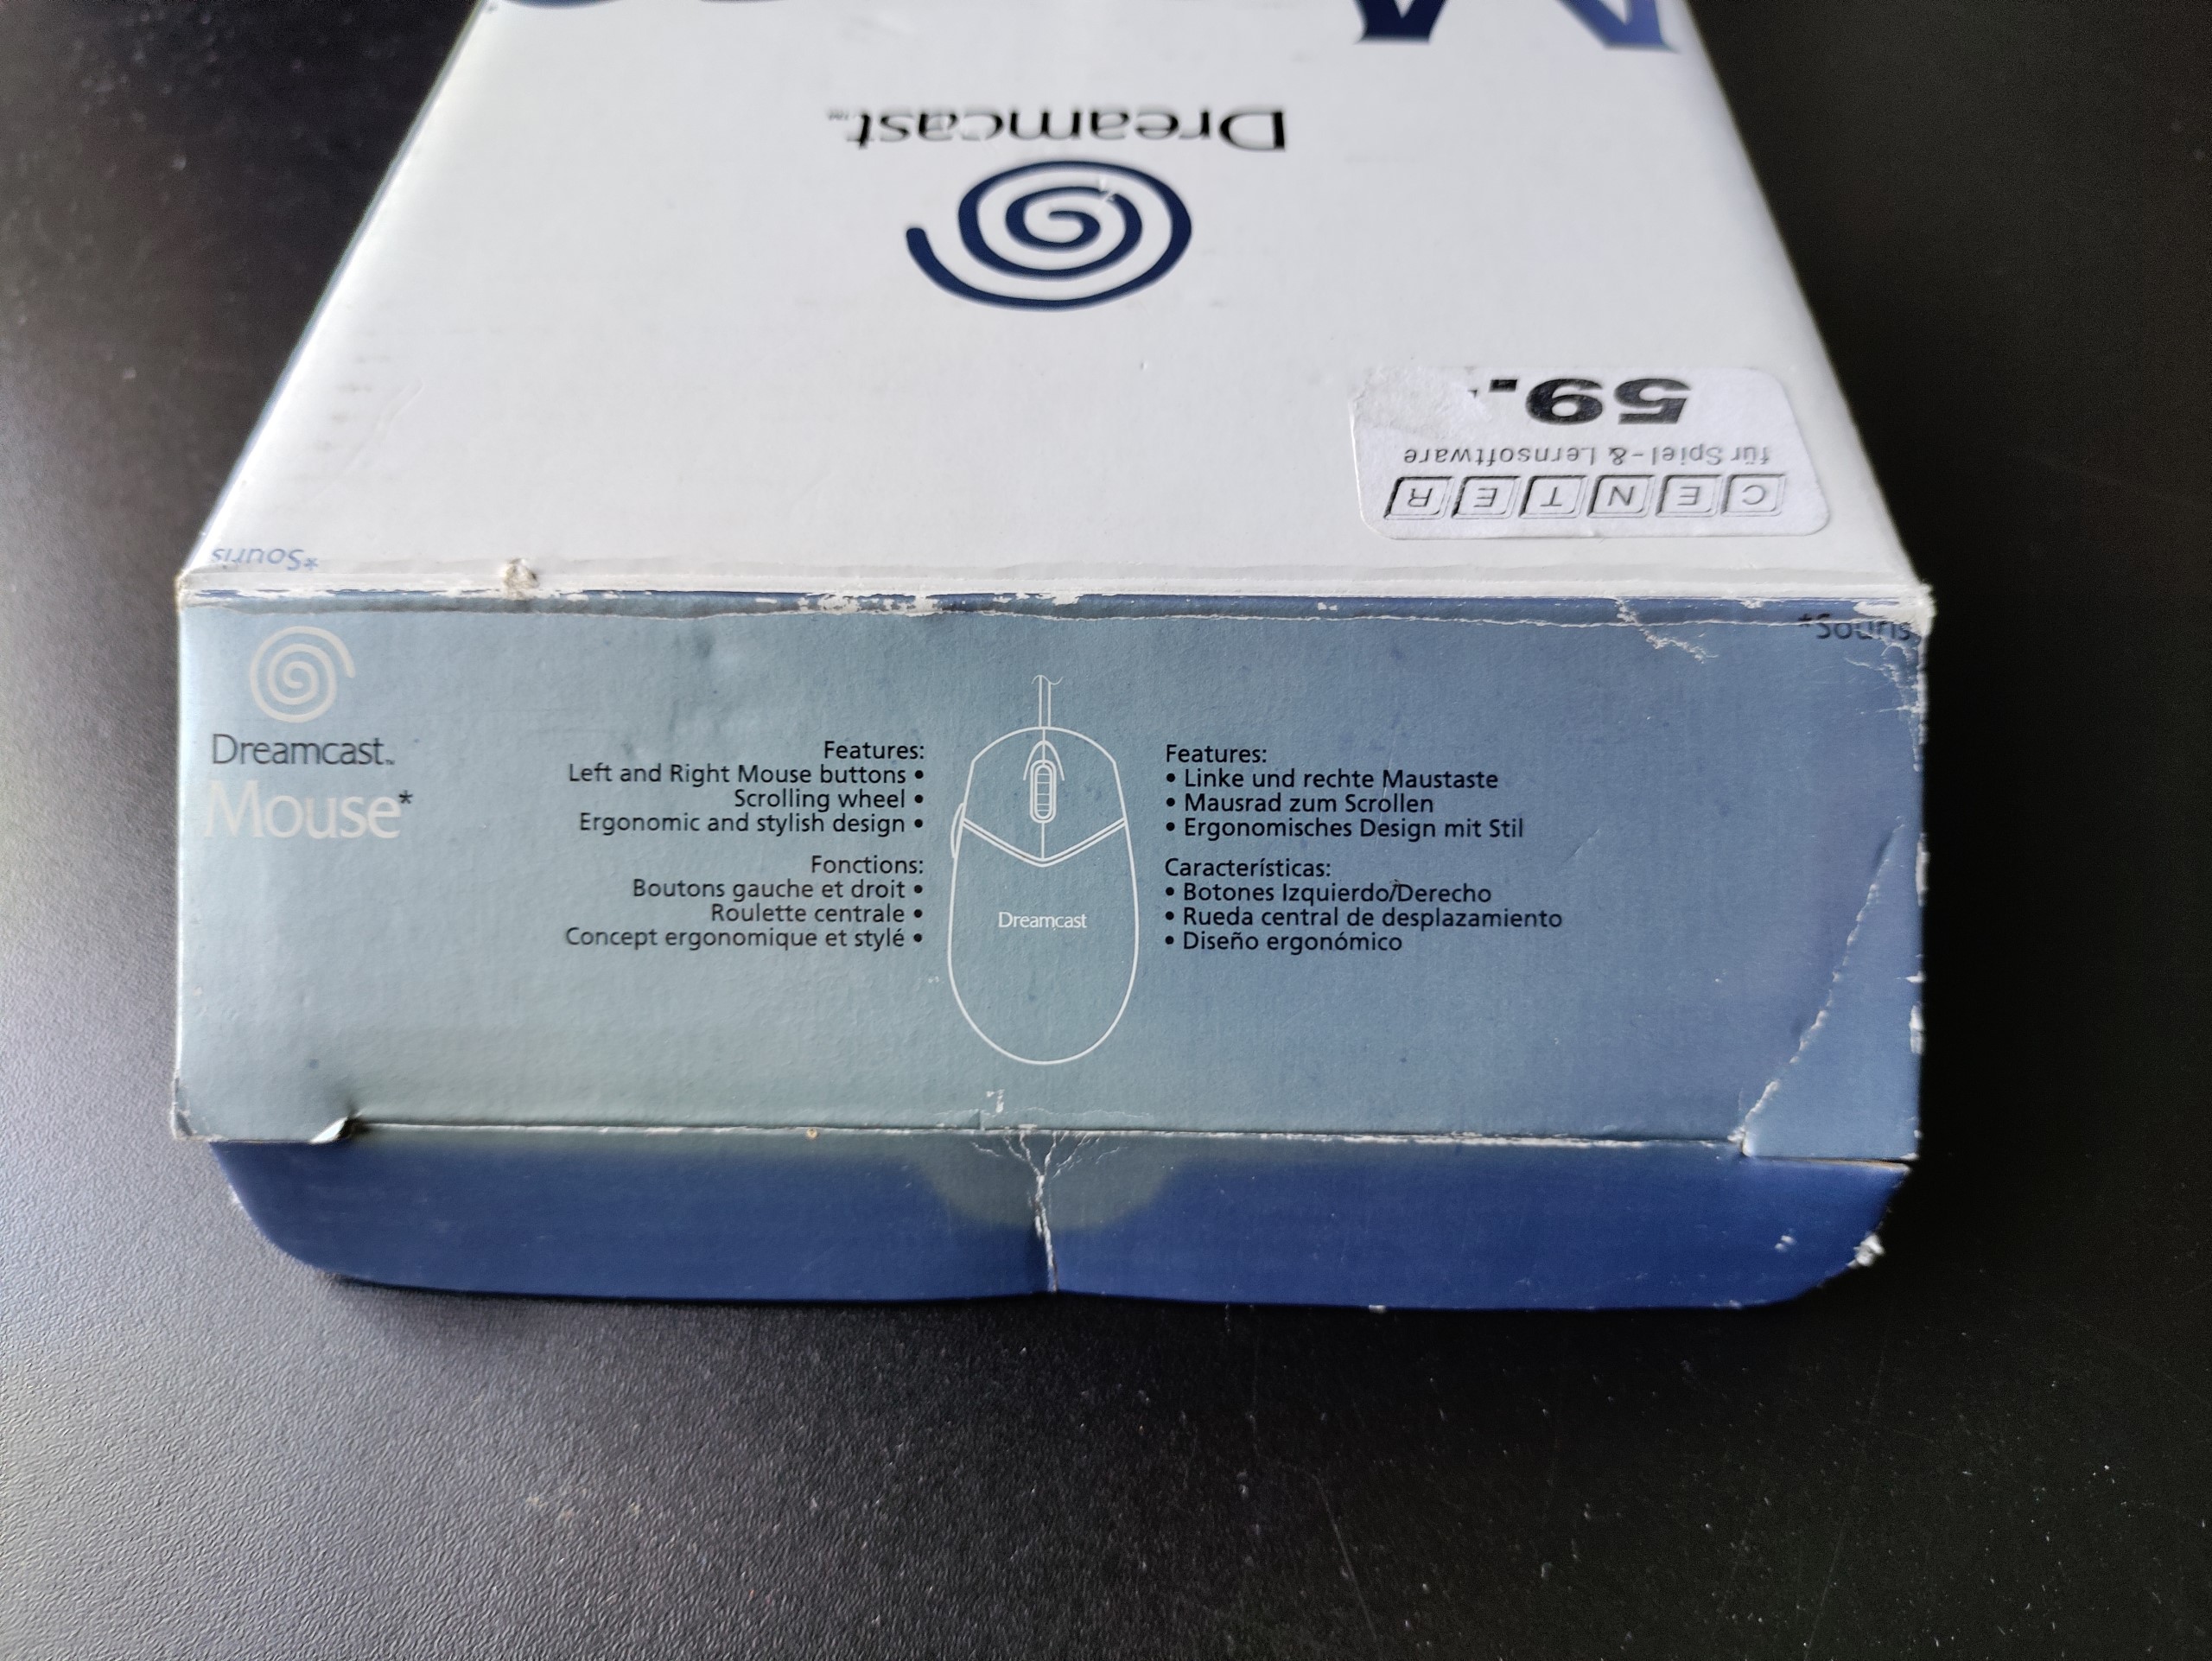 Dreamcast™
59.-
für Spiel-& Lernsoftware
CENTER
*Souris
*Souris
Dreamcast™
Mouse*
Features:
Left and Right Mouse buttons •
Scrolling wheel •
Ergonomic and stylish design •
Fonctions:
Boutons gauche et droit •
Roulette centrale •
Concept ergonomique et stylé •
Dreamcast
Features:
• Linke und rechte Maustaste
• Mausrad zum Scrollen
• Ergonomisches Design mit Stil
Características:
• Botones Izquierdo/Derecho
• Rueda central de desplazamiento
• Diseño ergonómico